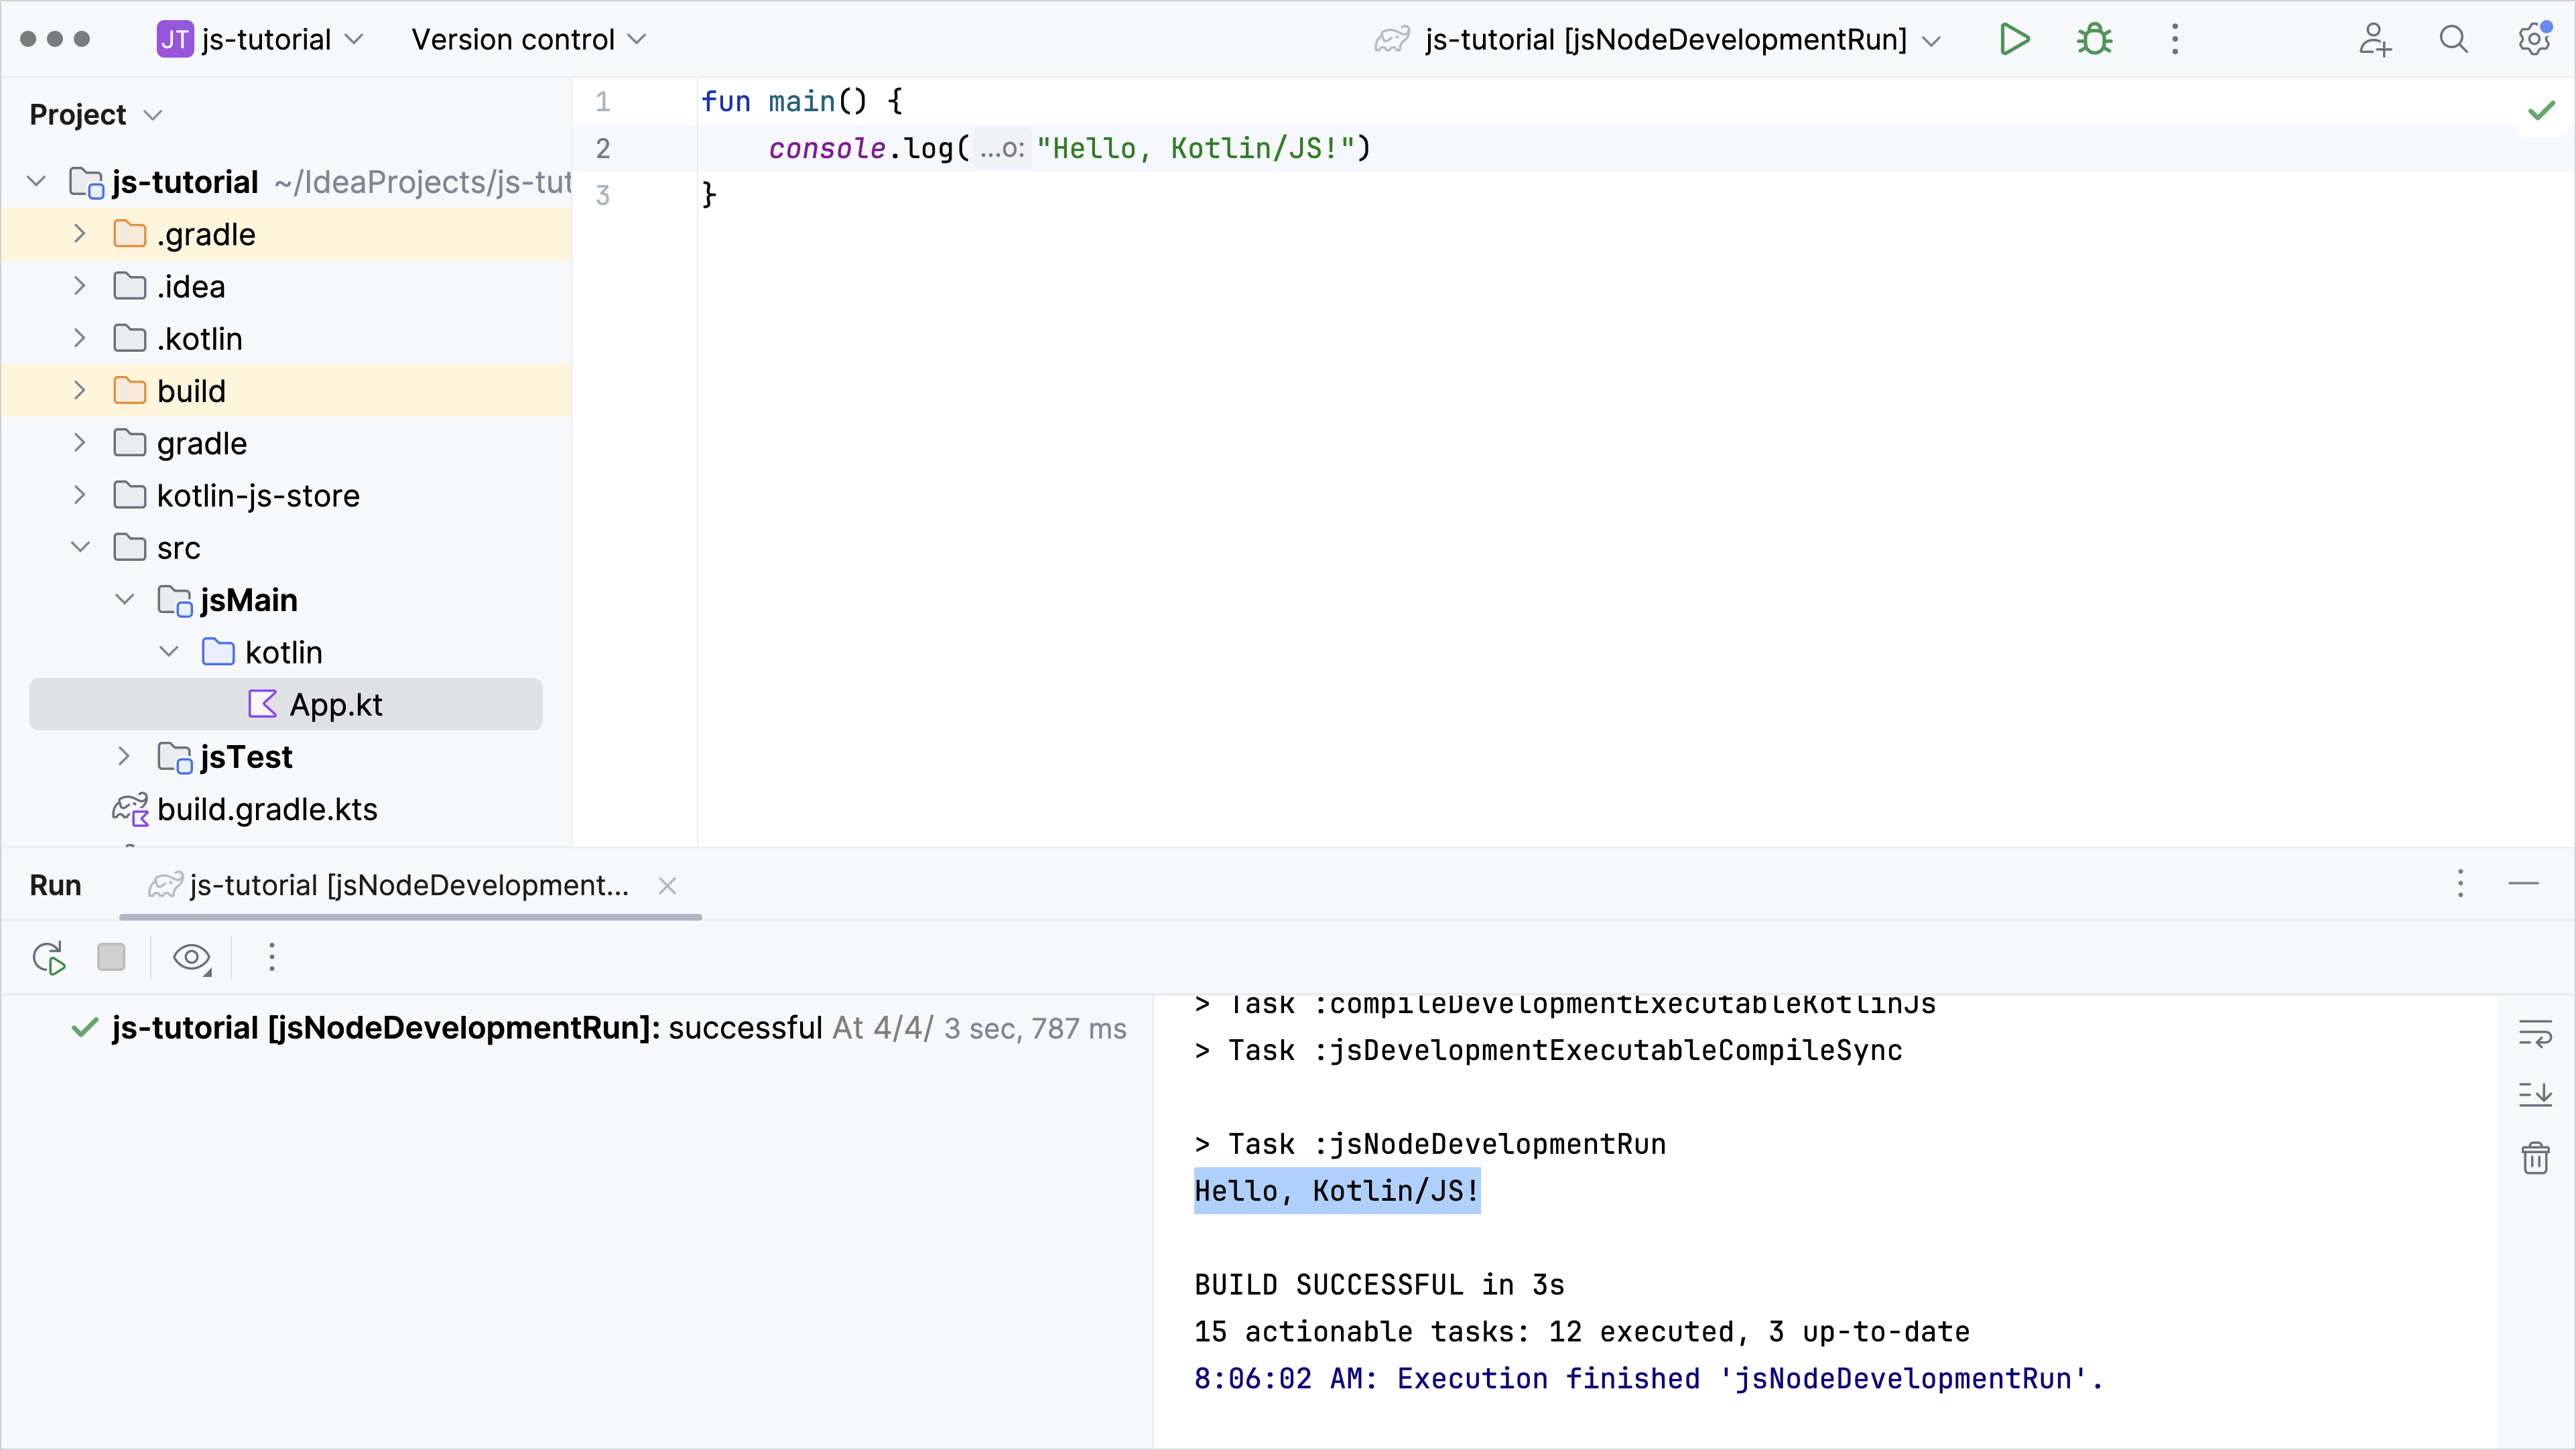 JT js-tutorial Version control js-tutorial [jsNodeDevelopmentRun]
Project
js-tutorial ~/IdeaProjects/js-tut
.gradle
.idea
.kotlin
build
gradle
kotlin-js-store
src
jsMain
kotlin
App.kt
jsTest
build.gradle.kts
1 fun main() {
2 console.log( ...o: "Hello, Kotlin/JS!")
3 }
Run js-tutorial [jsNodeDevelopment...
js-tutorial [jsNodeDevelopmentRun]: successful At 4/4/ 3 sec, 787 ms
> Task :compileDevelopmentExecutableKotlinJs
> Task :jsDevelopmentExecutableCompileSync
> Task :jsNodeDevelopmentRun
Hello, Kotlin/JS!
BUILD SUCCESSFUL in 3s
15 actionable tasks: 12 executed, 3 up-to-date
8:06:02 AM: Execution finished 'jsNodeDevelopmentRun'.